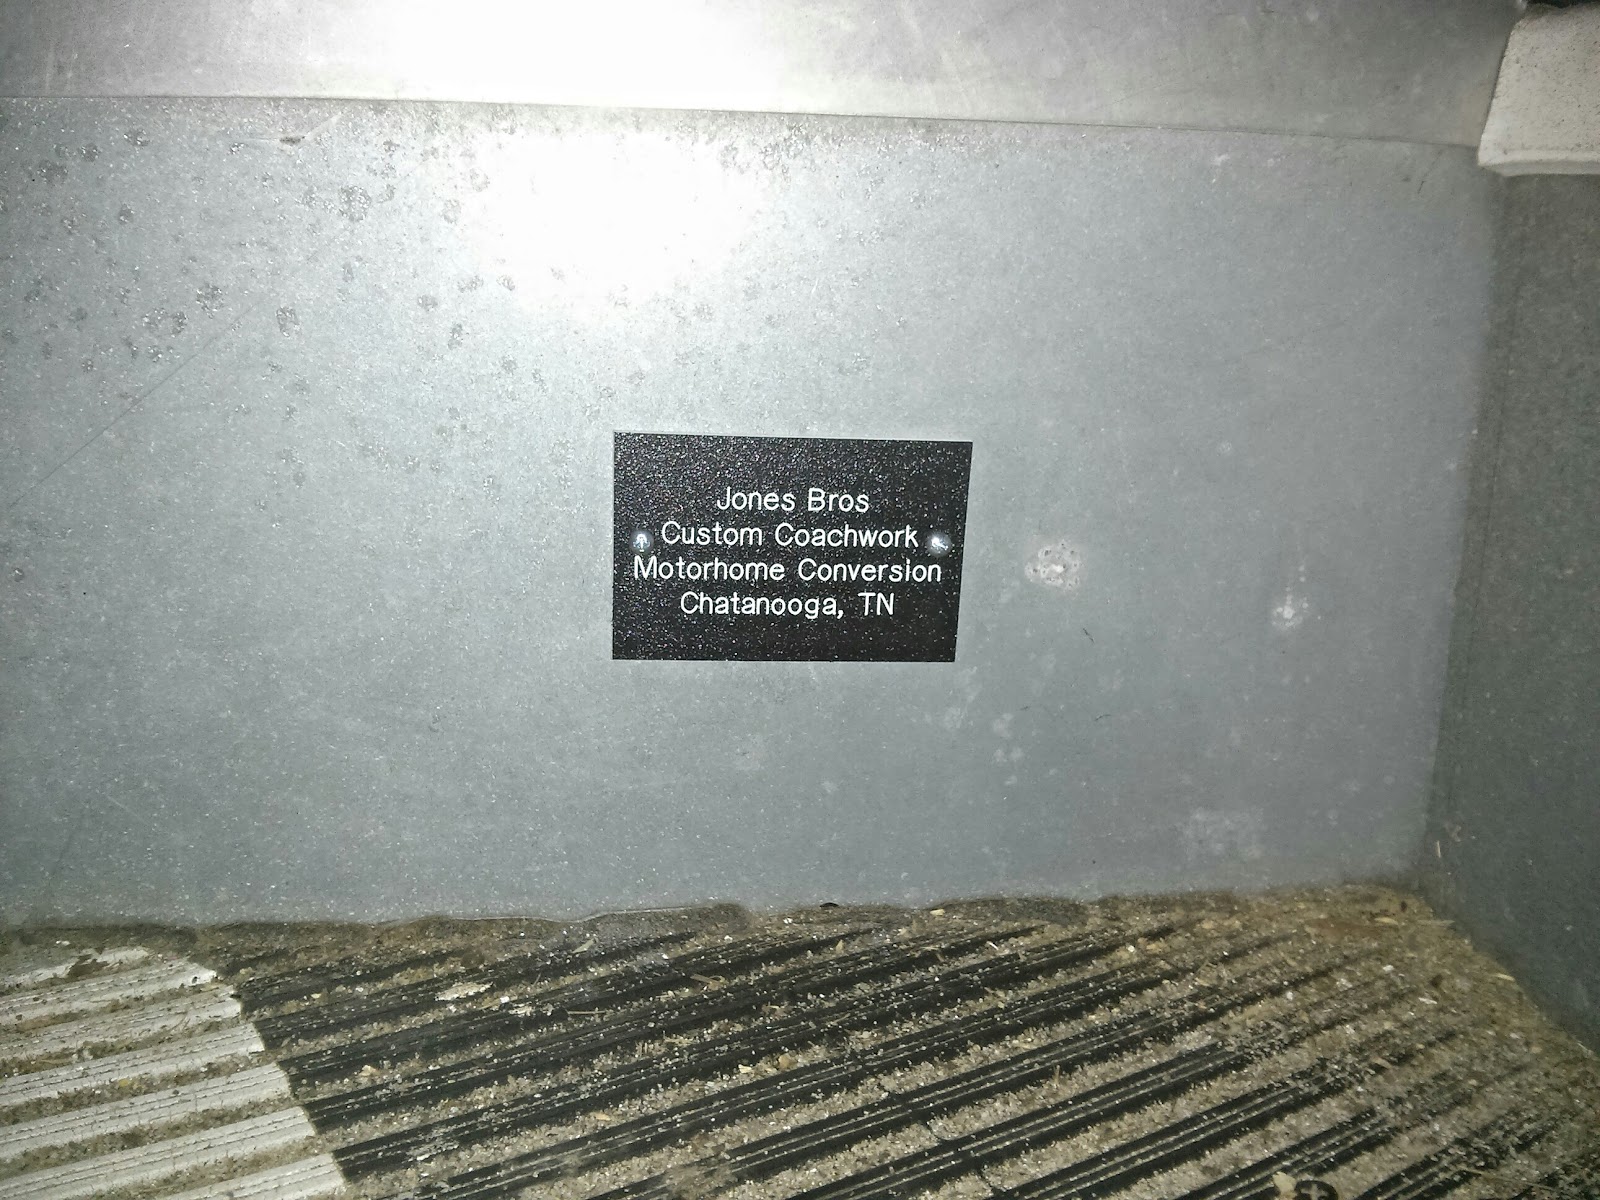 Jones Bros
Custom Coachwork
Motorhome Conversion
Chatanooga, TN